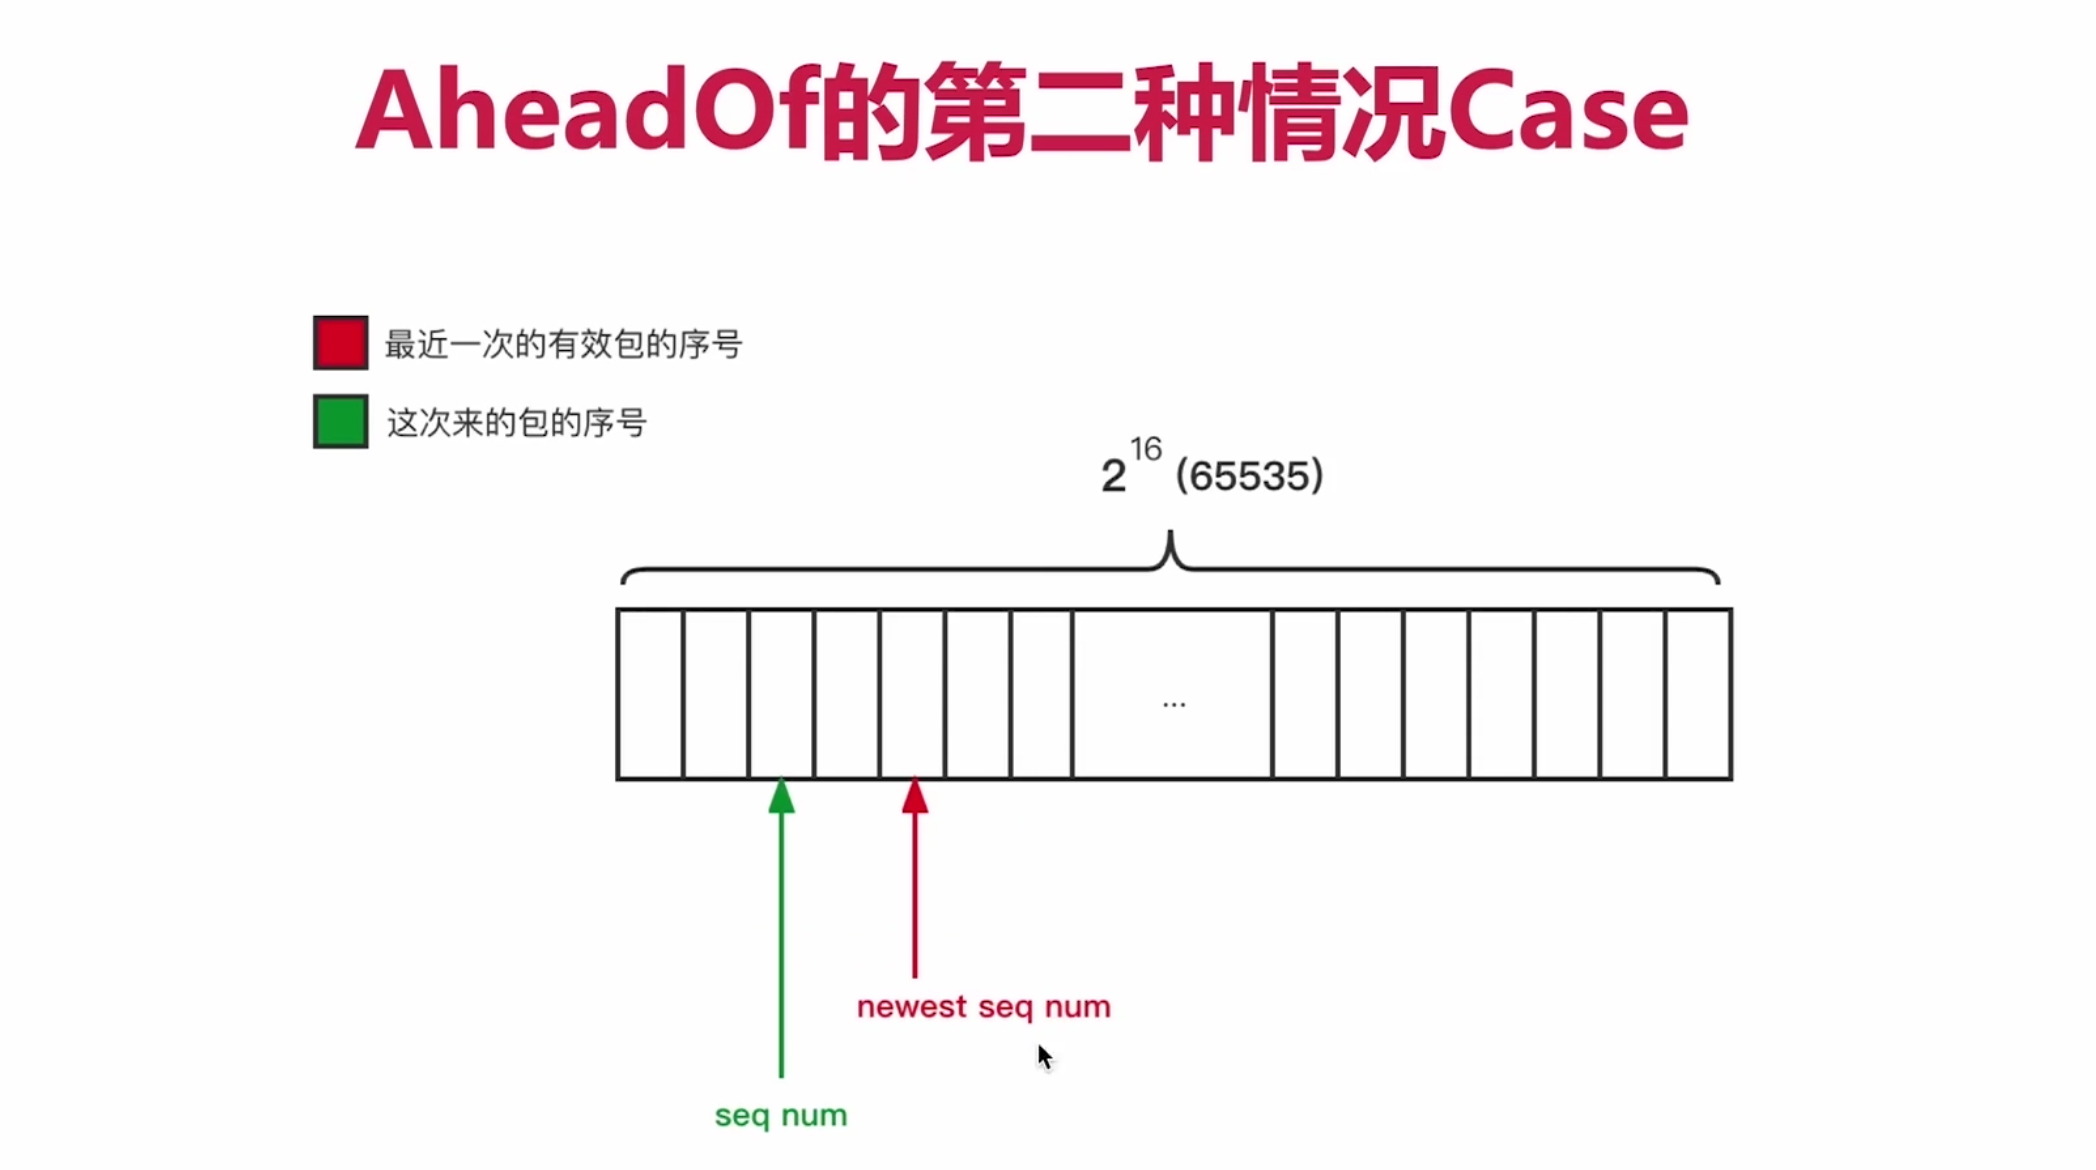 AheadOf的第二种情况Case
最近一次的有效包的序号
这次来的包的序号
2^16 (65535)
...
newest seq num
seq num